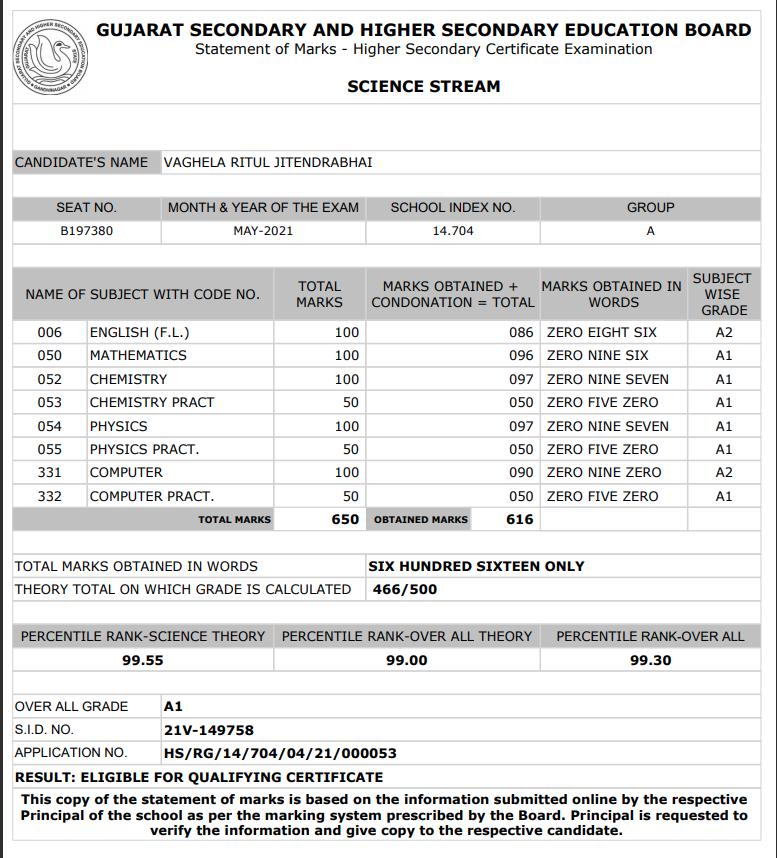 GUJARAT SECONDARY AND HIGHER SECONDARY EDUCATION BOARD
Statement of Marks - Higher Secondary Certificate Examination
SCIENCE STREAM
CANDIDATE'S NAME VAGHELA RITUL JITENDRABHAI
SEAT NO. MONTH & YEAR OF THE EXAM SCHOOL INDEX NO. GROUP
B197380 MAY-2021 14.704 A
NAME OF SUBJECT WITH CODE NO. TOTAL MARKS MARKS OBTAINED + CONDONATION = TOTAL MARKS OBTAINED IN WORDS SUBJECT WISE GRADE
006 ENGLISH (F.L.) 100 086 ZERO EIGHT SIX A2
050 MATHEMATICS 100 096 ZERO NINE SIX A1
052 CHEMISTRY 100 097 ZERO NINE SEVEN A1
053 CHEMISTRY PRACT 50 050 ZERO FIVE ZERO A1
054 PHYSICS 100 097 ZERO NINE SEVEN A1
055 PHYSICS PRACT. 50 050 ZERO FIVE ZERO A1
331 COMPUTER 100 090 ZERO NINE ZERO A2
332 COMPUTER PRACT. 50 050 ZERO FIVE ZERO A1
TOTAL MARKS 650 OBTAINED MARKS 616
TOTAL MARKS OBTAINED IN WORDS SIX HUNDRED SIXTEEN ONLY
THEORY TOTAL ON WHICH GRADE IS CALCULATED 466/500
PERCENTILE RANK-SCIENCE THEORY PERCENTILE RANK-OVER ALL THEORY PERCENTILE RANK-OVER ALL
99.55 99.00 99.30
OVER ALL GRADE A1
S.I.D. NO. 21V-149758
APPLICATION NO. HS/RG/14/704/04/21/000053
RESULT: ELIGIBLE FOR QUALIFYING CERTIFICATE
This copy of the statement of marks is based on the information submitted online by the respective
Principal of the school as per the marking system prescribed by the Board. Principal is requested to
verify the information and give copy to the respective candidate.